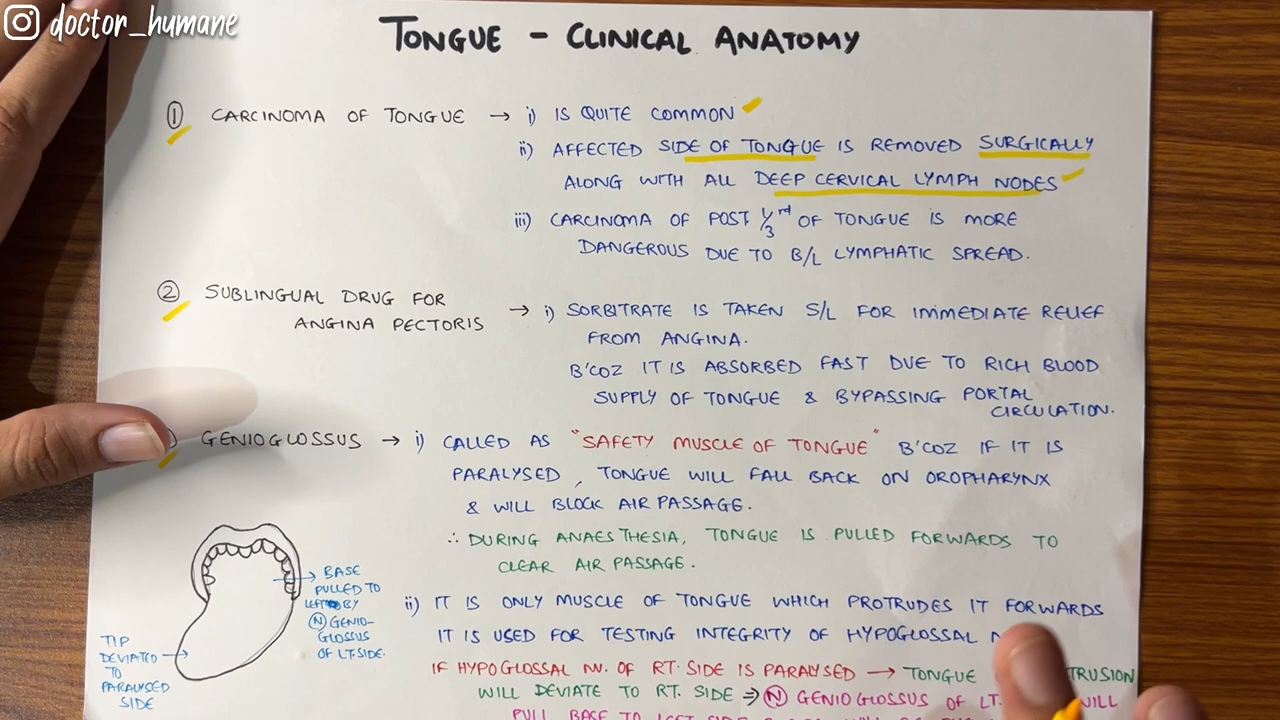 doctor_humane
TONGUE - CLINICAL ANATOMY
① CARCINOMA OF TONGUE → i) IS QUITE COMMON
ii) AFFECTED SIDE OF TONGUE IS REMOVED SURGICALLY
ALONG WITH ALL DEEP CERVICAL LYMPH NODES
iii) CARCINOMA OF POST 1/3rd OF TONGUE IS MORE
DANGEROUS DUE TO B/L LYMPHATIC SPREAD.
② SUBLINGUAL DRUG FOR
ANGINA PECTORIS → i) SORBITRATE IS TAKEN S/L FOR IMMEDIATE RELIEF
FROM ANGINA.
B'COZ IT IS ABSORBED FAST DUE TO RICH BLOOD
SUPPLY OF TONGUE & BYPASSING PORTAL
CIRCULATION.
GENIOGLOSSUS → i) CALLED AS "SAFETY MUSCLE OF TONGUE" B'COZ IF IT IS
PARALYSED, TONGUE WILL FALL BACK ON OROPHARYNX
& WILL BLOCK AIR PASSAGE.
∴ DURING ANAESTHESIA, TONGUE IS PULLED FORWARDS TO
CLEAR AIR PASSAGE.
→ BASE
PULLED TO
LEFT BY
Ⓝ GENIO-
GLOSSUS
OF LT. SIDE.
TIP
DEVIATED →
TO
PARALYSED
SIDE
ii) IT IS ONLY MUSCLE OF TONGUE WHICH PROTRUDES IT FORWARDS
IT IS USED FOR TESTING INTEGRITY OF HYPOGLOSSAL
IF HYPOGLOSSAL NV. OF RT. SIDE IS PARALYSED → TONGUE TRUSION
WILL DEVIATE TO RT. SIDE ⇒ Ⓝ GENIOGLOSSUS OF LT. WILL
PULL BASE TO LEFT SIDE